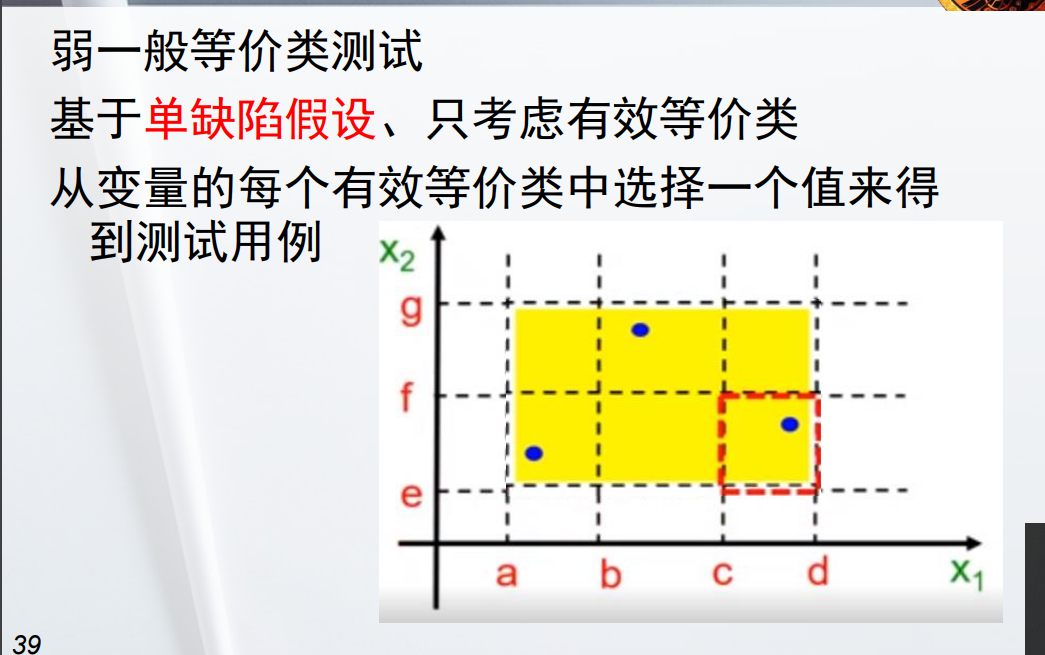 弱一般等价类测试
基于单缺陷假设、只考虑有效等价类
从变量的每个有效等价类中选择一个值来得
到测试用例
x₂
g
f
e
a b c d
x₁
39